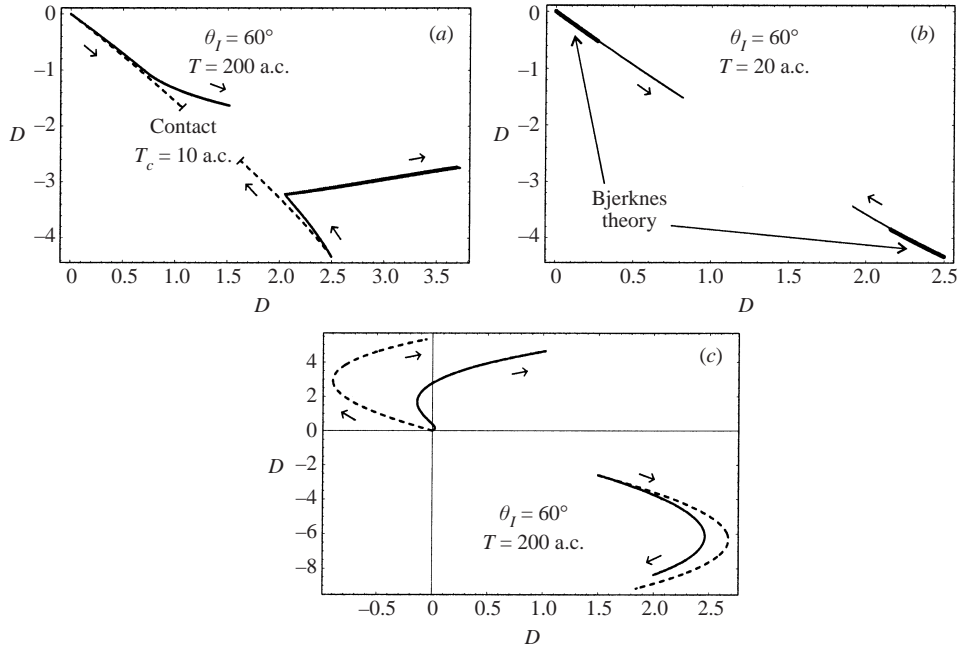 0
−1
−2
−3
−4
D
(a)
θ_I = 60°
T = 200 a.c.
Contact
T_c = 10 a.c.
0 0.5 1.0 1.5 2.0 2.5 3.0 3.5
D
0
−1
−2
−3
−4
D
(b)
θ_I = 60°
T = 20 a.c.
Bjerknes
theory
0 0.5 1.0 1.5 2.0 2.5
D
4
2
0
−2
−4
−6
−8
D
(c)
θ_I = 60°
T = 200 a.c.
−0.5 0 0.5 1.0 1.5 2.0 2.5
D